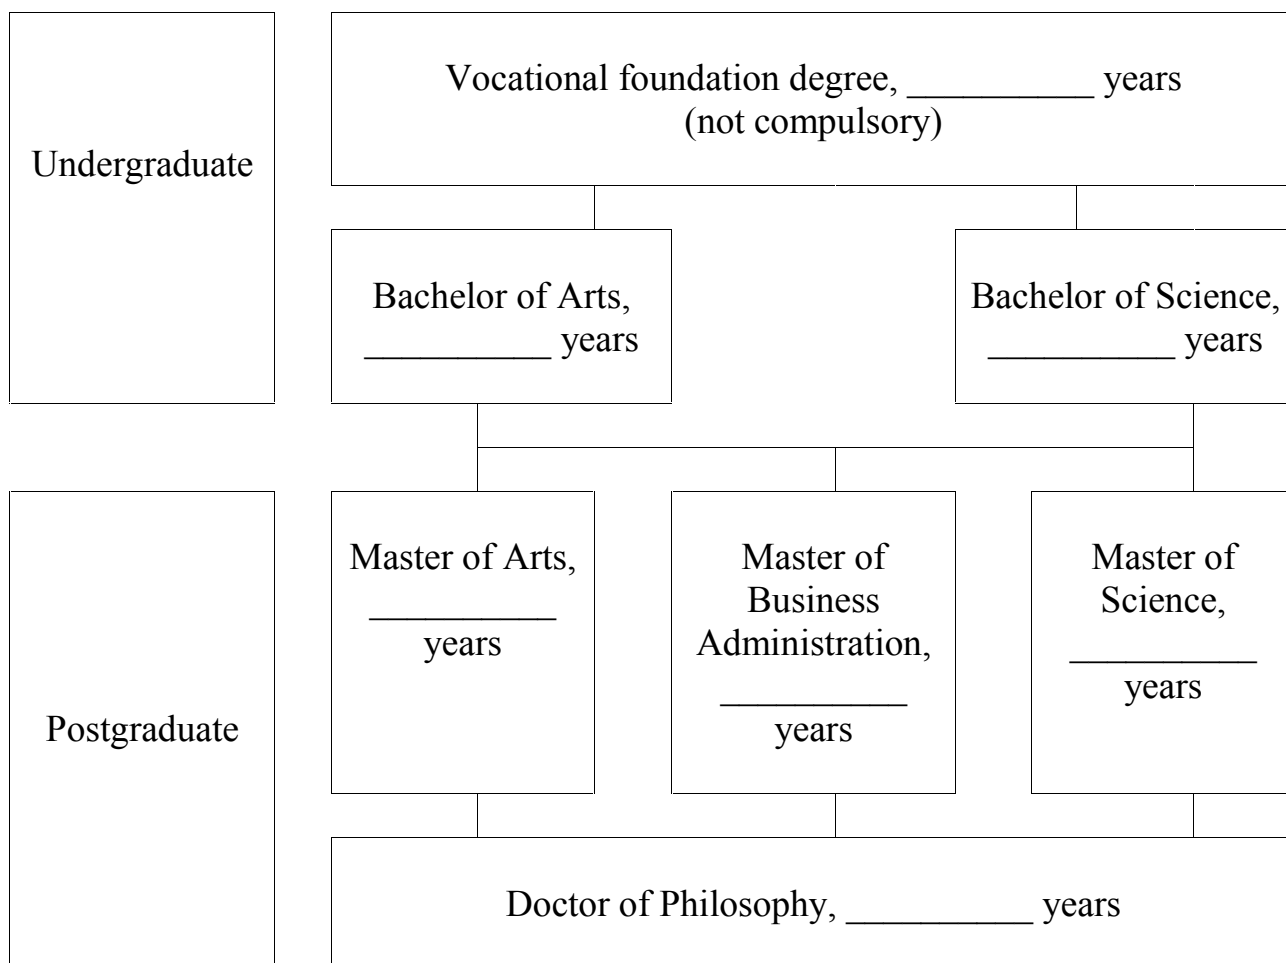 Undergraduate
Vocational foundation degree, __________ years
(not compulsory)
Bachelor of Arts,
__________ years
Bachelor of Science,
__________ years
Postgraduate
Master of Arts,
__________
years
Master of
Business
Administration,
__________
years
Master of
Science,
__________
years
Doctor of Philosophy, __________ years